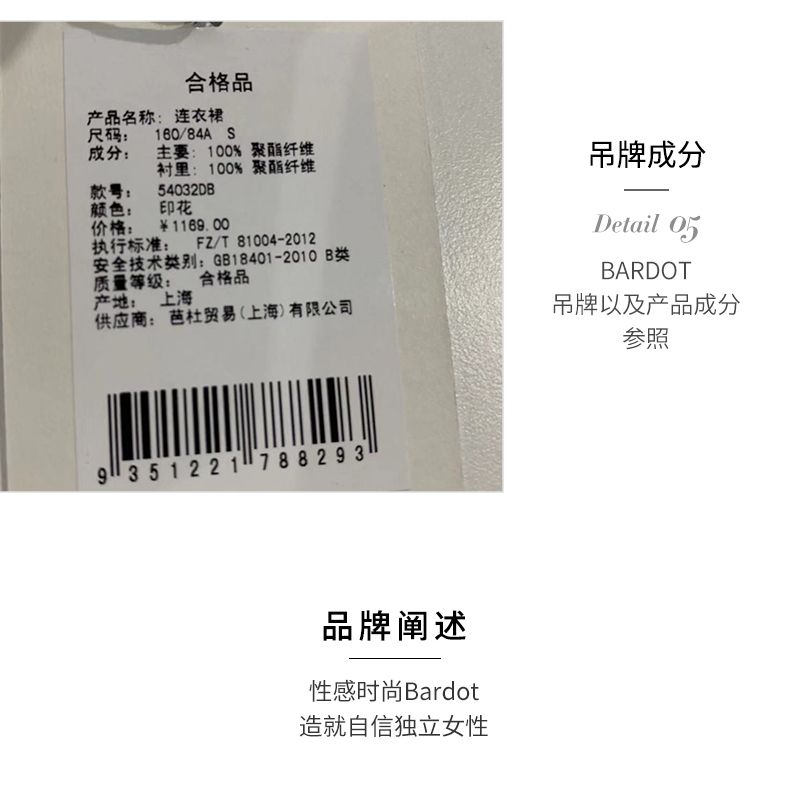 合格品
产品名称: 连衣裙
尺码: 160/84A S
成分: 主要: 100% 聚酯纤维
衬里: 100% 聚酯纤维
款号: 54032DB
颜色: 印花
价格: ¥1169.00
执行标准: FZ/T 81004-2012
安全技术类别: GB18401-2010 B类
质量等级: 合格品
产地: 上海
供应商: 芭杜贸易(上海)有限公司
9 351221 788293
吊牌成分
Detail 05
BARDOT
吊牌以及产品成分
参照
品牌阐述
性感时尚Bardot
造就自信独立女性